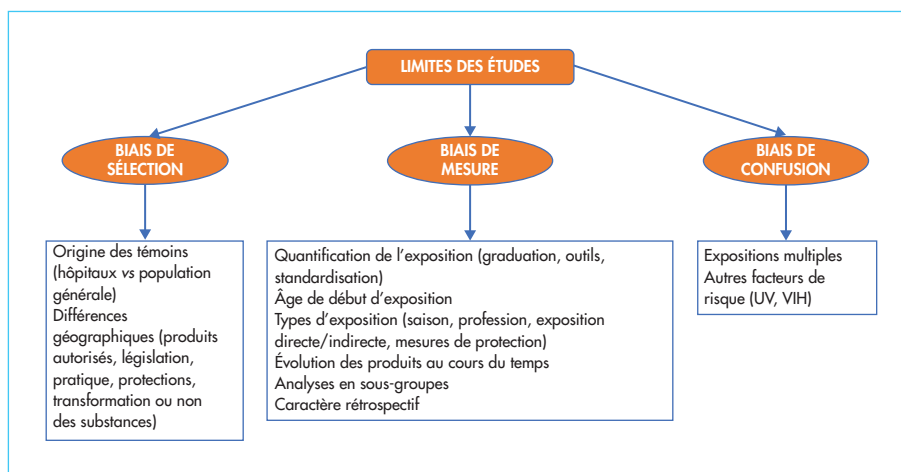 LIMITES DES ÉTUDES
BIAIS DE
SÉLECTION
BIAIS DE
MESURE
BIAIS DE
CONFUSION
Origine des témoins
(hôpitaux vs population
générale)
Différences
géographiques (produits
autorisés, législation,
pratique, protections,
transformation ou non
des substances)
Quantification de l’exposition (graduation, outils,
standardisation)
Âge de début d’exposition
Types d’exposition (saison, profession, exposition
directe/indirecte, mesures de protection)
Évolution des produits au cours du temps
Analyses en sous-groupes
Caractère rétrospectif
Expositions multiples
Autres facteurs de
risque (UV, VIH)